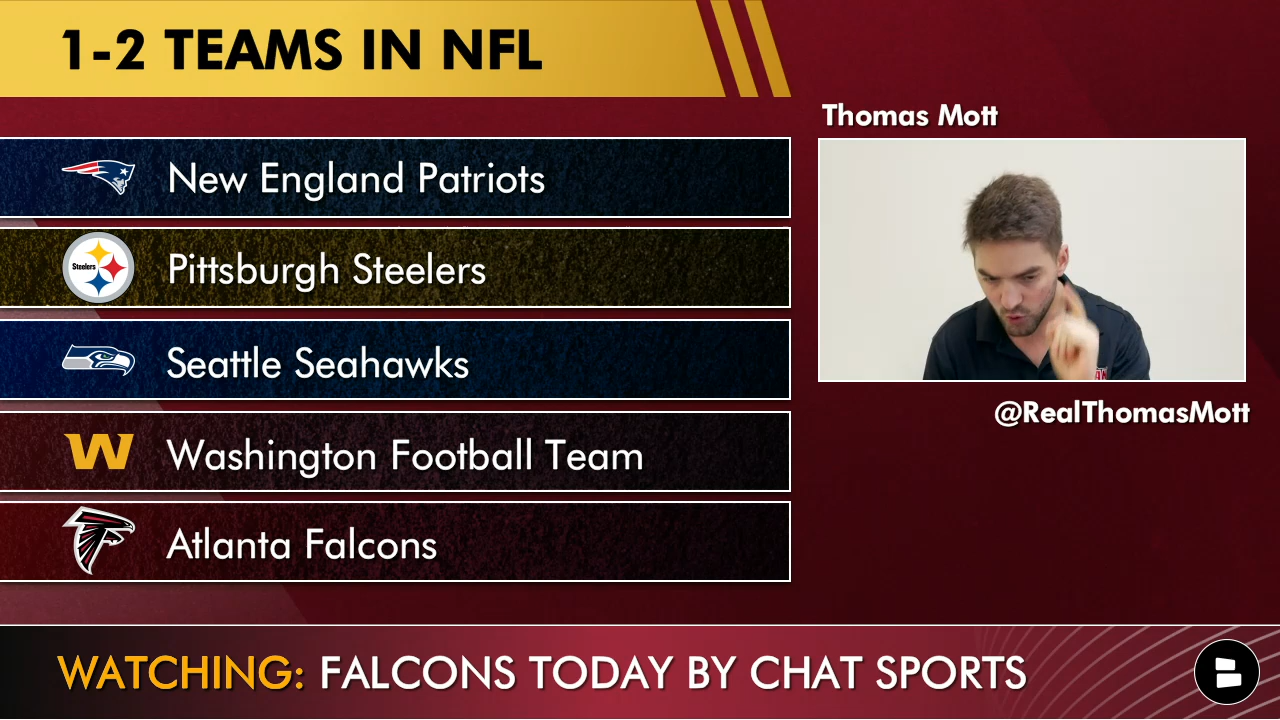 1-2 TEAMS IN NFL
Thomas Mott
New England Patriots
Steelers
Pittsburgh Steelers
Seattle Seahawks
@RealThomasMott
Washington Football Team
W
Atlanta Falcons
WATCHING: FALCONS TODAY BY CHAT SPORTS